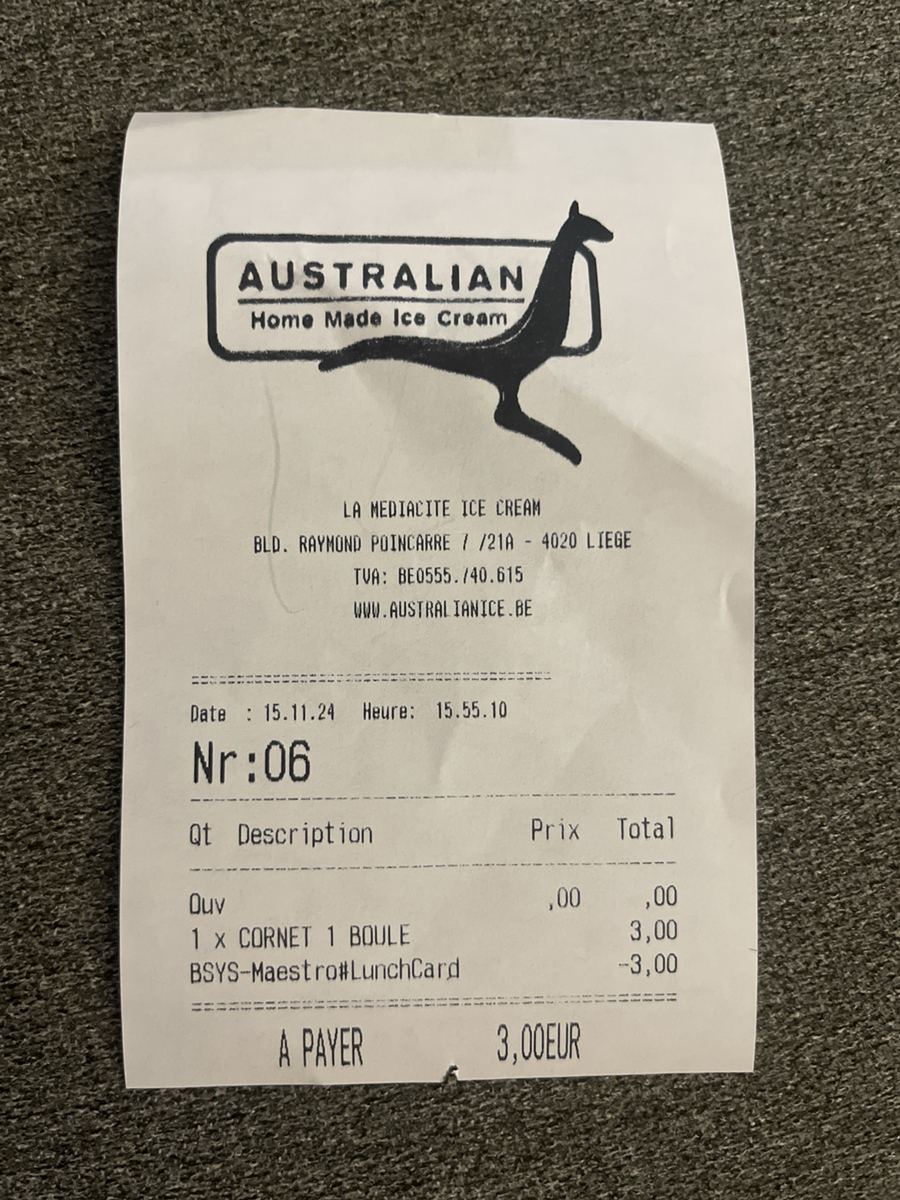 AUSTRALIAN
Home Made Ice Cream
LA MEDIACITE ICE CREAM
BLD. RAYMOND POINCARRE 7 /21A - 4020 LIEGE
TVA: BE0555.740.615
WWW.AUSTRALIANICE.BE
Date : 15.11.24 Heure: 15.55.10
Nr:06
Qt Description Prix Total
Ouv ,00 ,00
1 x CORNET 1 BOULE 3,00
BSYS-Maestro#LunchCard -3,00
A PAYER 3,00EUR